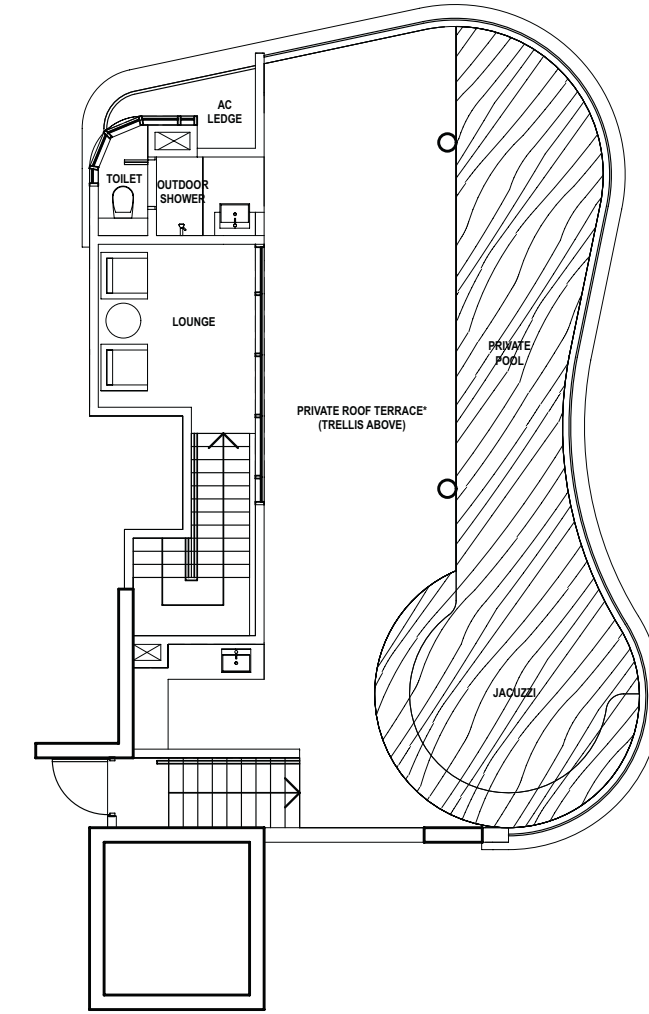 AC
LEDGE
TOILET
OUTDOOR
SHOWER
LOUNGE
PRIVATE
POOL
PRIVATE ROOF TERRACE*
(TRELLIS ABOVE)
JACUZZI